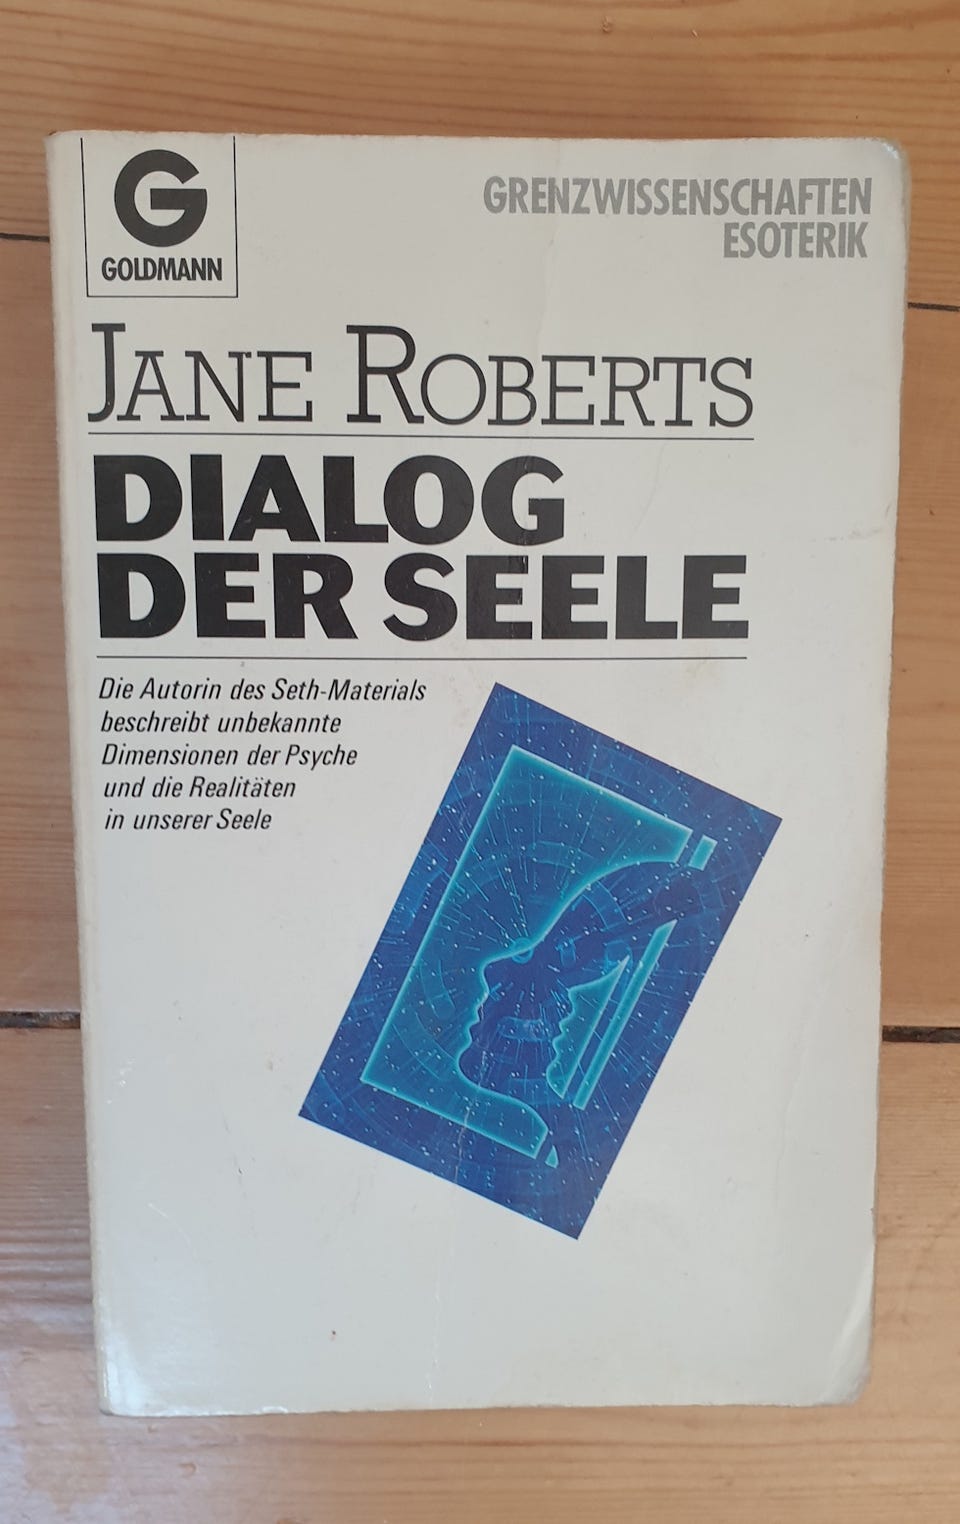 G
GOLDMANN
GRENZWISSENSCHAFTEN
ESOTERIK
JANE ROBERTS
DIALOG
DER SEELE
Die Autorin des Seth-Materials
beschreibt unbekannte
Dimensionen der Psyche
und die Realitäten
in unserer Seele